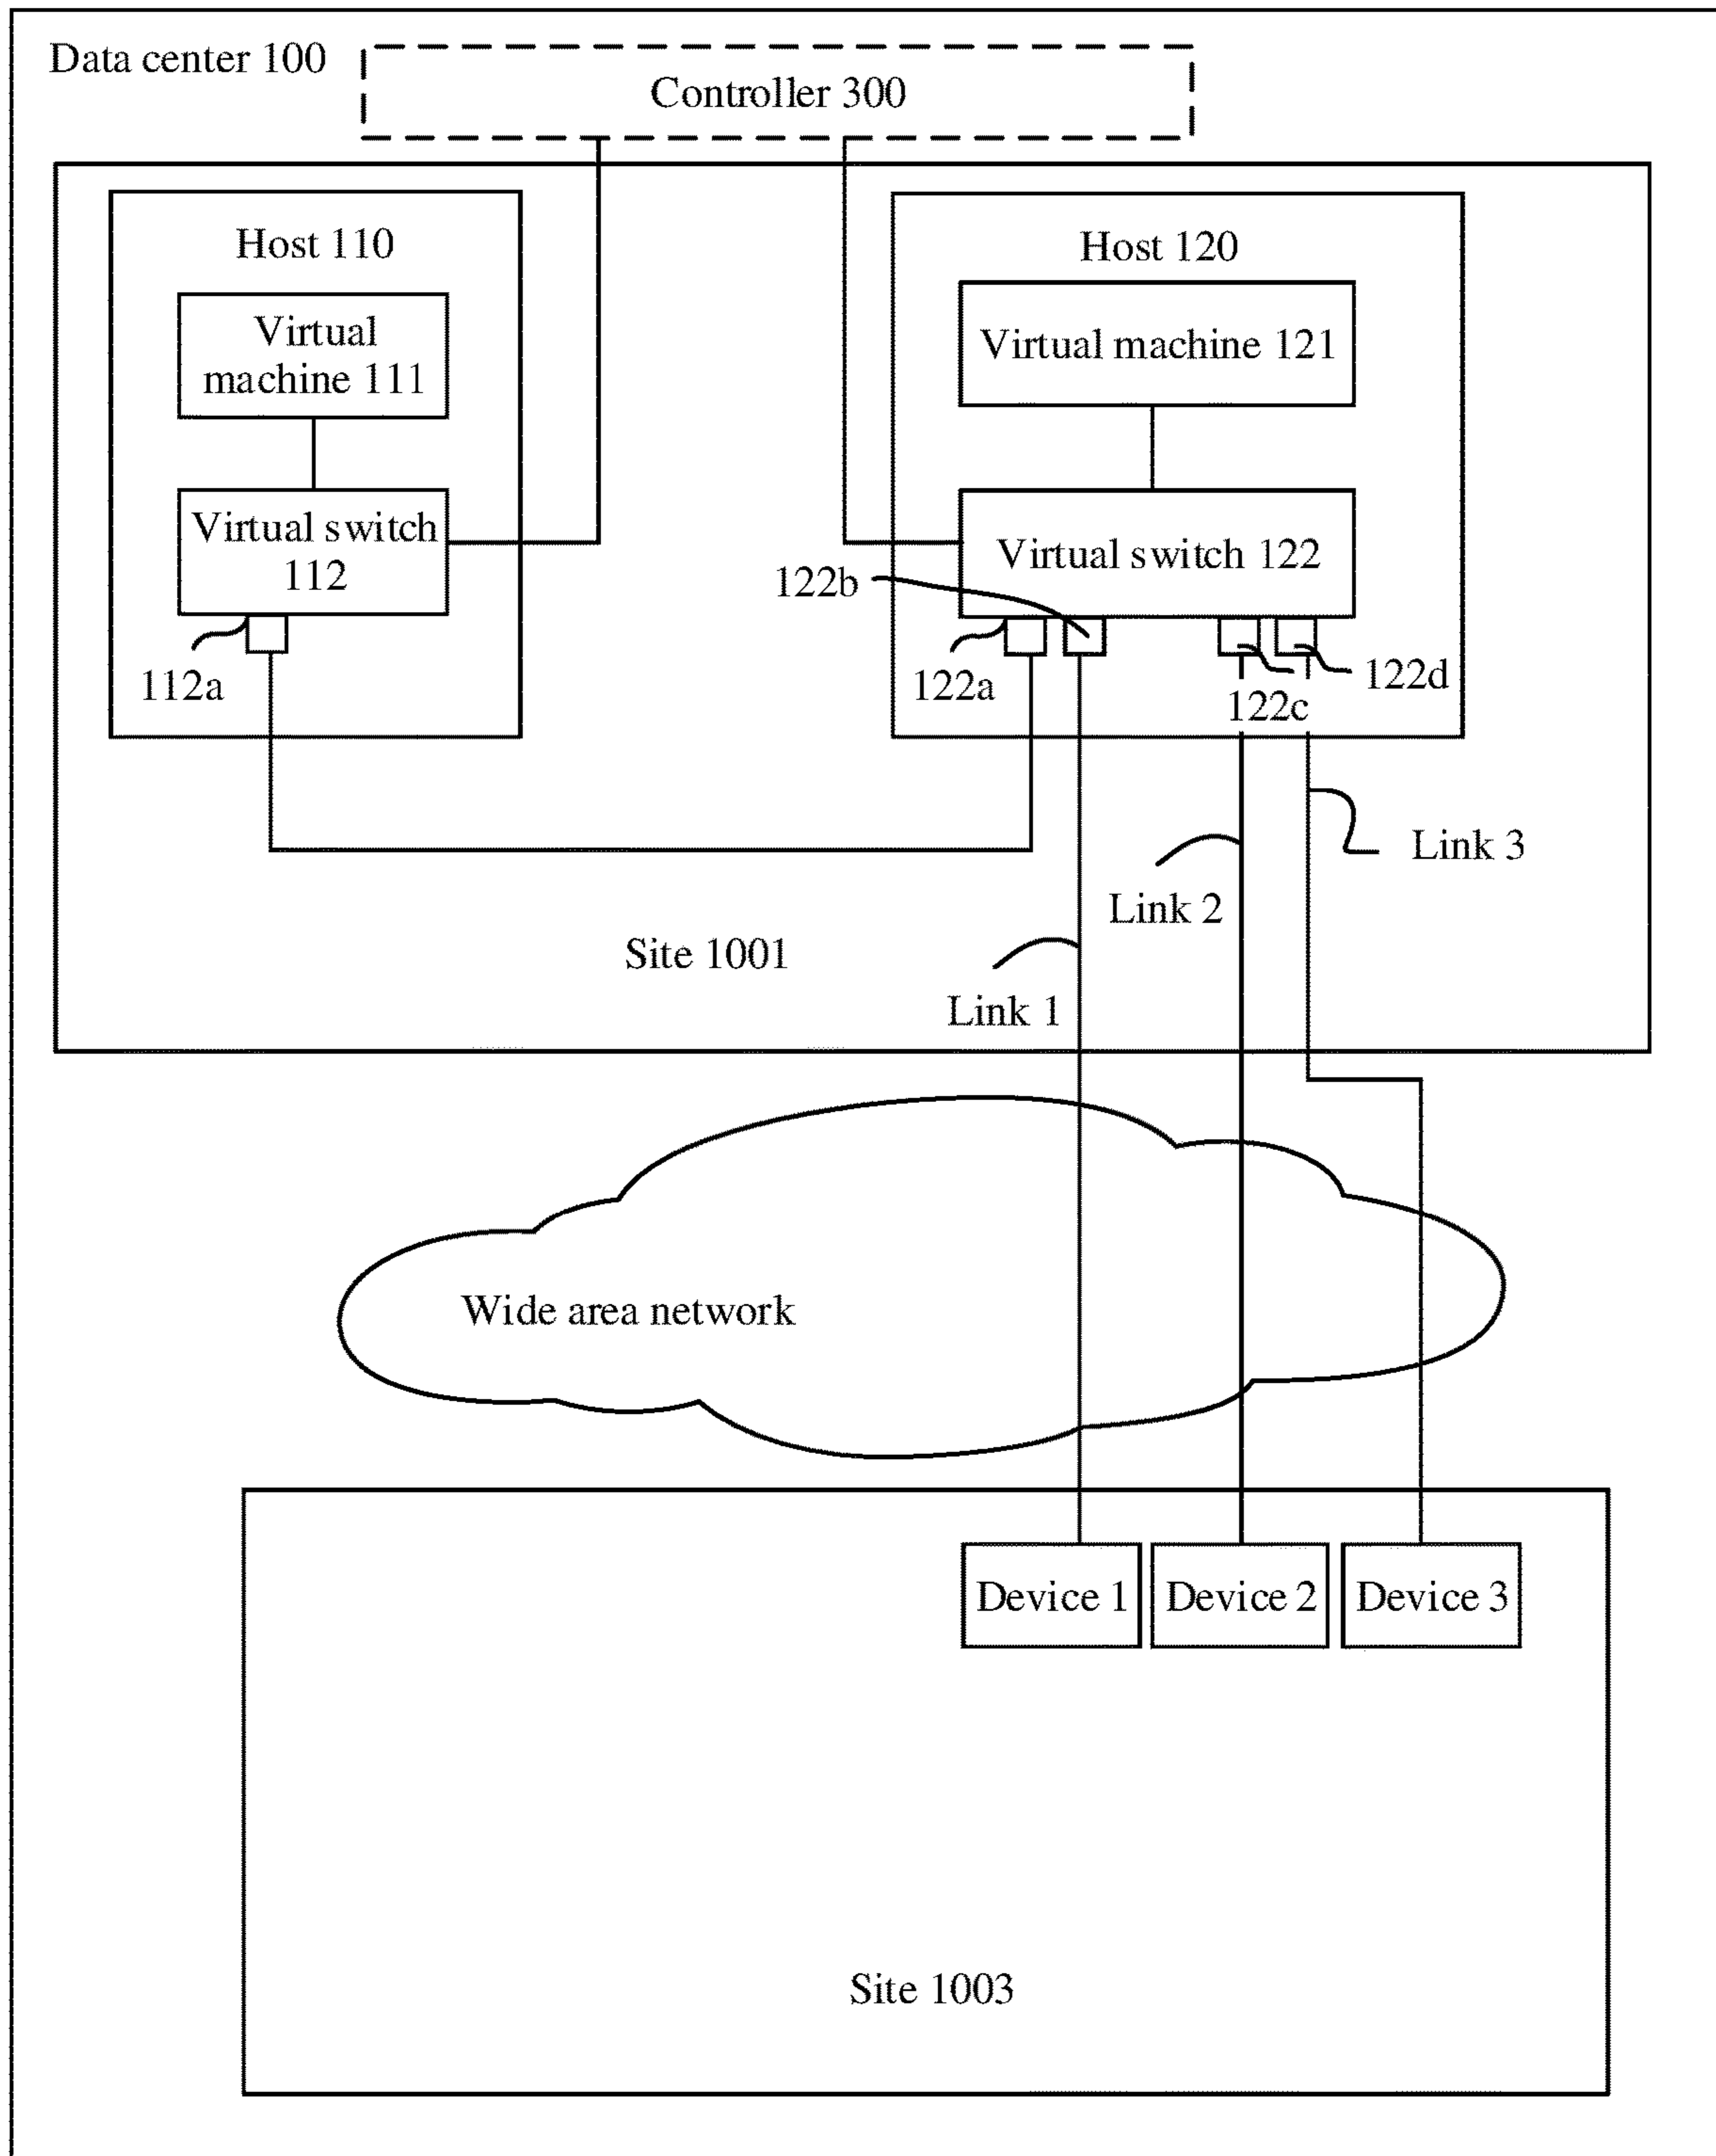 Data center 100
Controller 300
Host 110
Host 120
Virtual
machine 111
Virtual machine 121
Virtual switch
112
Virtual switch 122
122b
112a
122a
122c
122d
Link 3
Link 2
Site 1001
Link 1
Wide area network
Device 1
Device 2
Device 3
Site 1003